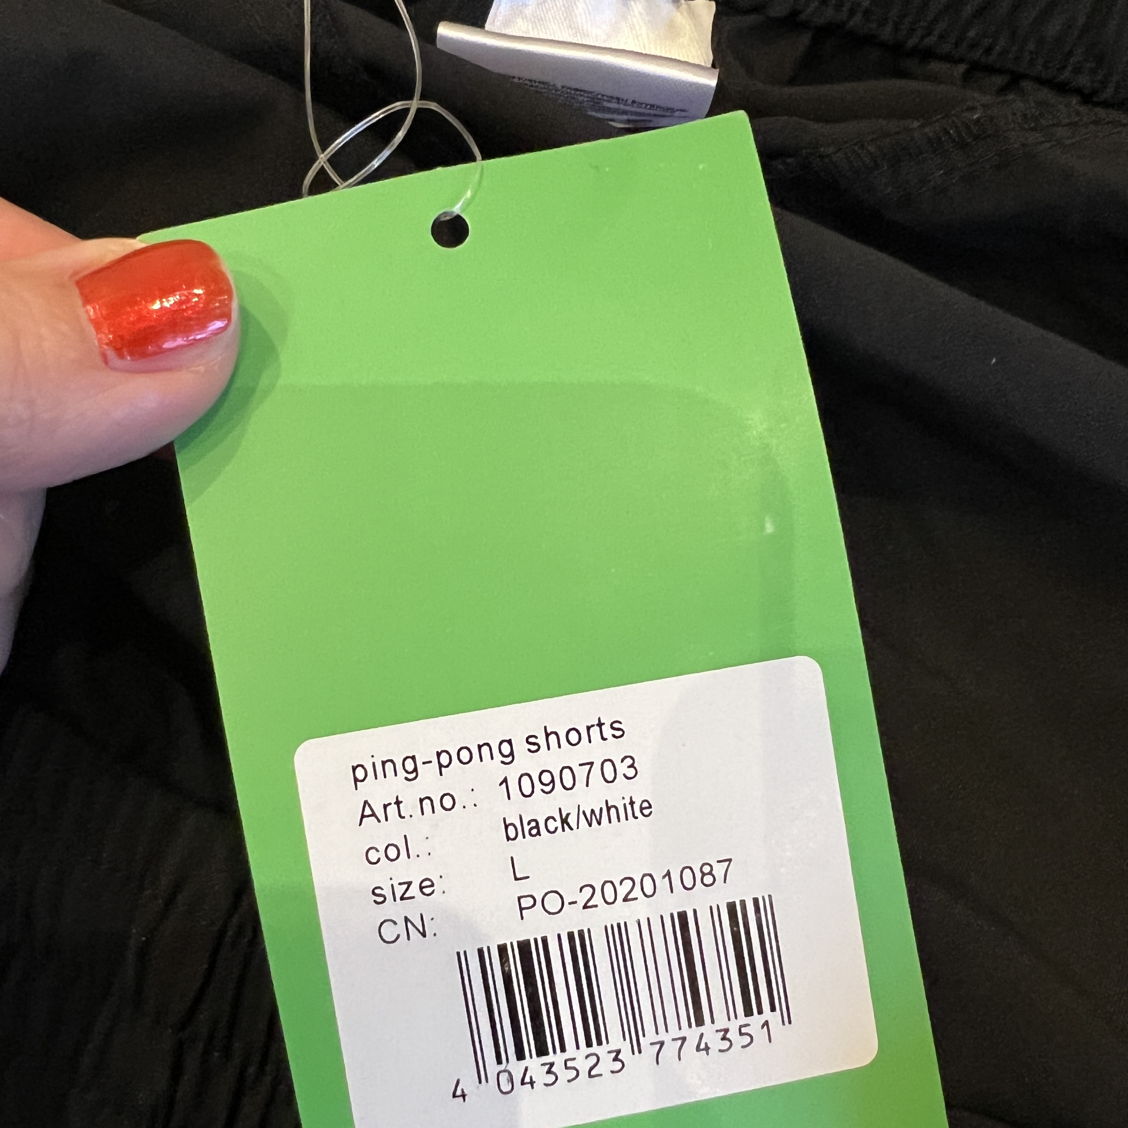 ping-pong shorts
Art.no.: 1090703
col.: black/white
size: L
CN: PO-20201087
4 043523 774351